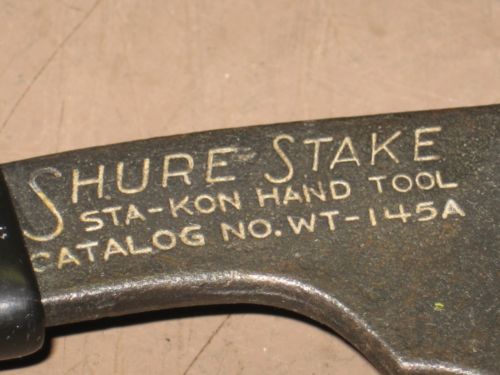 SHURE STAKE
STA-KON HAND TOOL
CATALOG NO. WT-145A